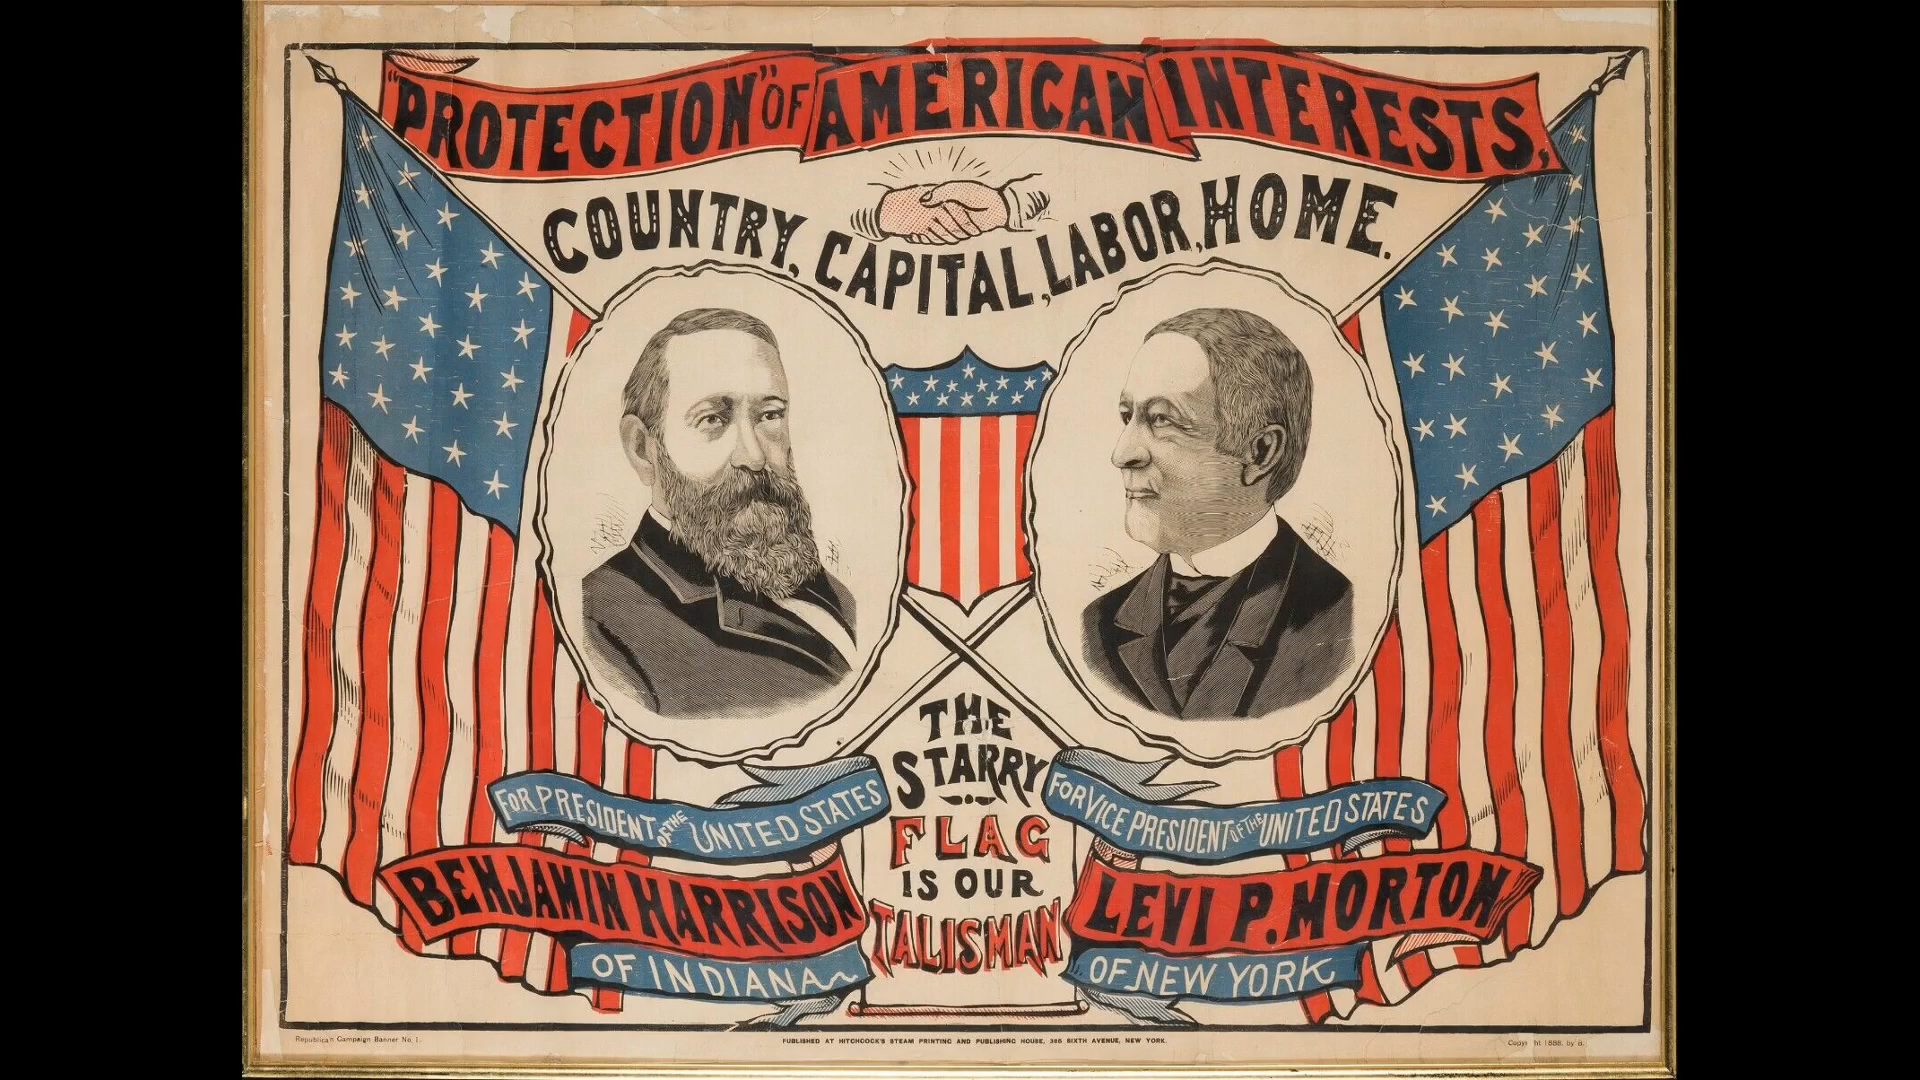 "PROTECTION" OF AMERICAN INTERESTS,
COUNTRY, CAPITAL, LABOR, HOME.
THE
STARRY
FLAG
IS OUR
TALISMAN
FOR PRESIDENT OF THE UNITED STATES
BENJAMIN HARRISON
OF INDIANA
FOR VICE PRESIDENT OF THE UNITED STATES
LEVI P. MORTON
OF NEW YORK
Republican Campaign Banner No. 1.
PUBLISHED AT HITCHCOCK'S STEAM PRINTING AND PUBLISHING HOUSE, 385 SIXTH AVENUE, NEW YORK.
1888, by